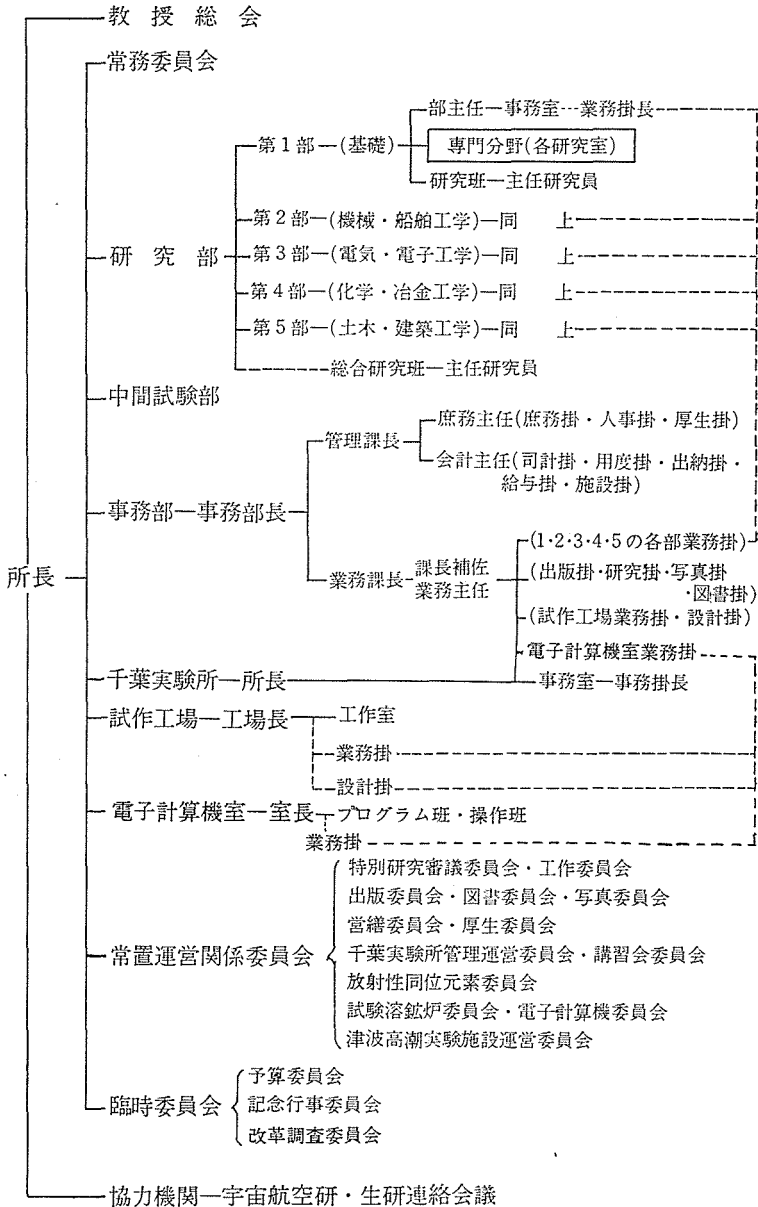 教授総会
常務委員会
部主任―事務室---業務掛長
第1部―(基礎)
専門分野(各研究室)
研究班―主任研究員
第2部―(機械・船舶工学)―同 上
研究部
第3部―(電気・電子工学)―同 上
第4部―(化学・冶金工学)―同 上
第5部―(土木・建築工学)―同 上
総合研究班―主任研究員
中間試験部
庶務主任(庶務掛・人事掛・厚生掛)
管理課長
会計主任(司計掛・用度掛・出納掛・
給与掛・施設掛)
事務部―事務部長
(1・2・3・4・5の各部業務掛)
所長
業務課長-課長補佐
業務主任
(出版掛・研究掛・写真掛
・図書掛)
(試作工場業務掛・設計掛)
電子計算機室業務掛
千葉実験所―所長
事務室―事務掛長
試作工場―工場長
工作室
業務掛
設計掛
電子計算機室―室長
プログラム班・操作班
業務掛
特別研究審議委員会・工作委員会
出版委員会・図書委員会・写真委員会
営繕委員会・厚生委員会
常置運営関係委員会
千葉実験所管理運営委員会・講習会委員会
放射性同位元素委員会
試験溶鉱炉委員会・電子計算機委員会
津波高潮実験施設運営委員会
予算委員会
臨時委員会
記念行事委員会
改革調査委員会
協力機関―宇宙航空研・生研連絡会議